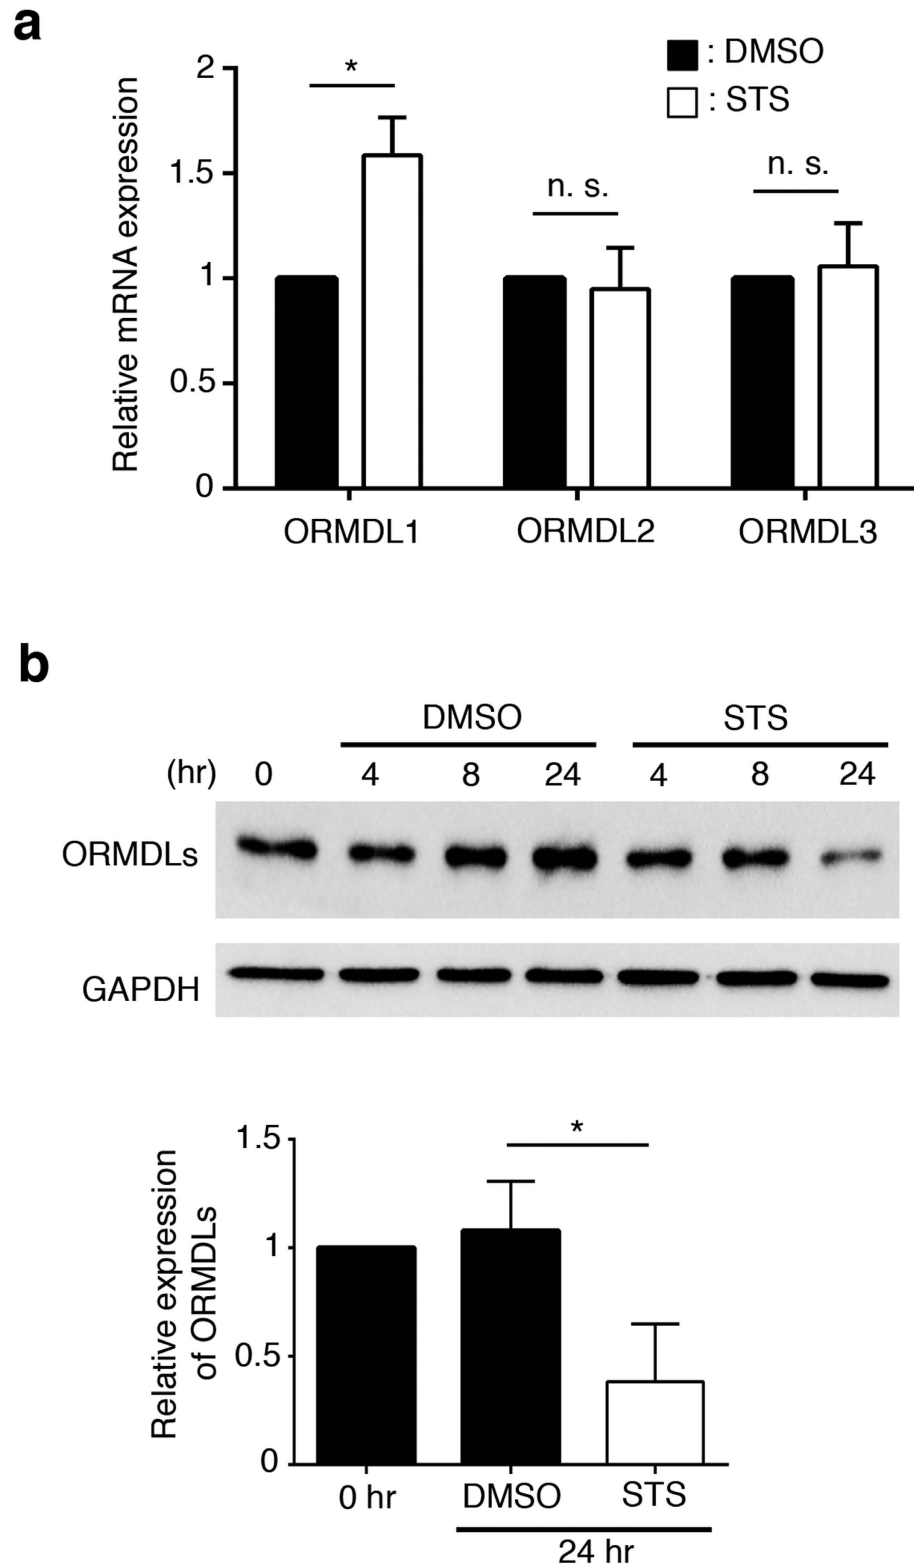 a
: DMSO
: STS
Relative mRNA expression
2
1.5
1
0.5
0
*
n. s.
n. s.
ORMDL1 ORMDL2 ORMDL3
b
DMSO STS
(hr) 0 4 8 24 4 8 24
ORMDLs
GAPDH
Relative expression
of ORMDLs
1.5
1
0.5
0
*
0 hr DMSO STS
24 hr